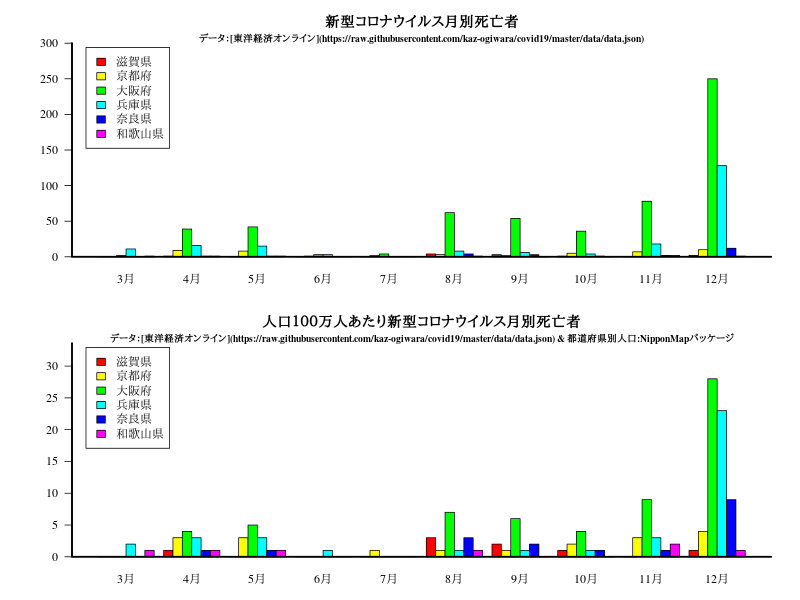 新型コロナウイルス月別死亡者
データ:[東洋経済オンライン](https://raw.githubusercontent.com/kaz-ogiwara/covid19/master/data/data.json)
300
250
200
150
100
50
0
滋賀県
京都府
大阪府
兵庫県
奈良県
和歌山県
3月 4月 5月 6月 7月 8月 9月 10月 11月 12月
人口100万人あたり新型コロナウイルス月別死亡者
データ:[東洋経済オンライン](https://raw.githubusercontent.com/kaz-ogiwara/covid19/master/data/data.json) & 都道府県別人口:NipponMapパッケージ
30
25
20
15
10
5
0
滋賀県
京都府
大阪府
兵庫県
奈良県
和歌山県
3月 4月 5月 6月 7月 8月 9月 10月 11月 12月